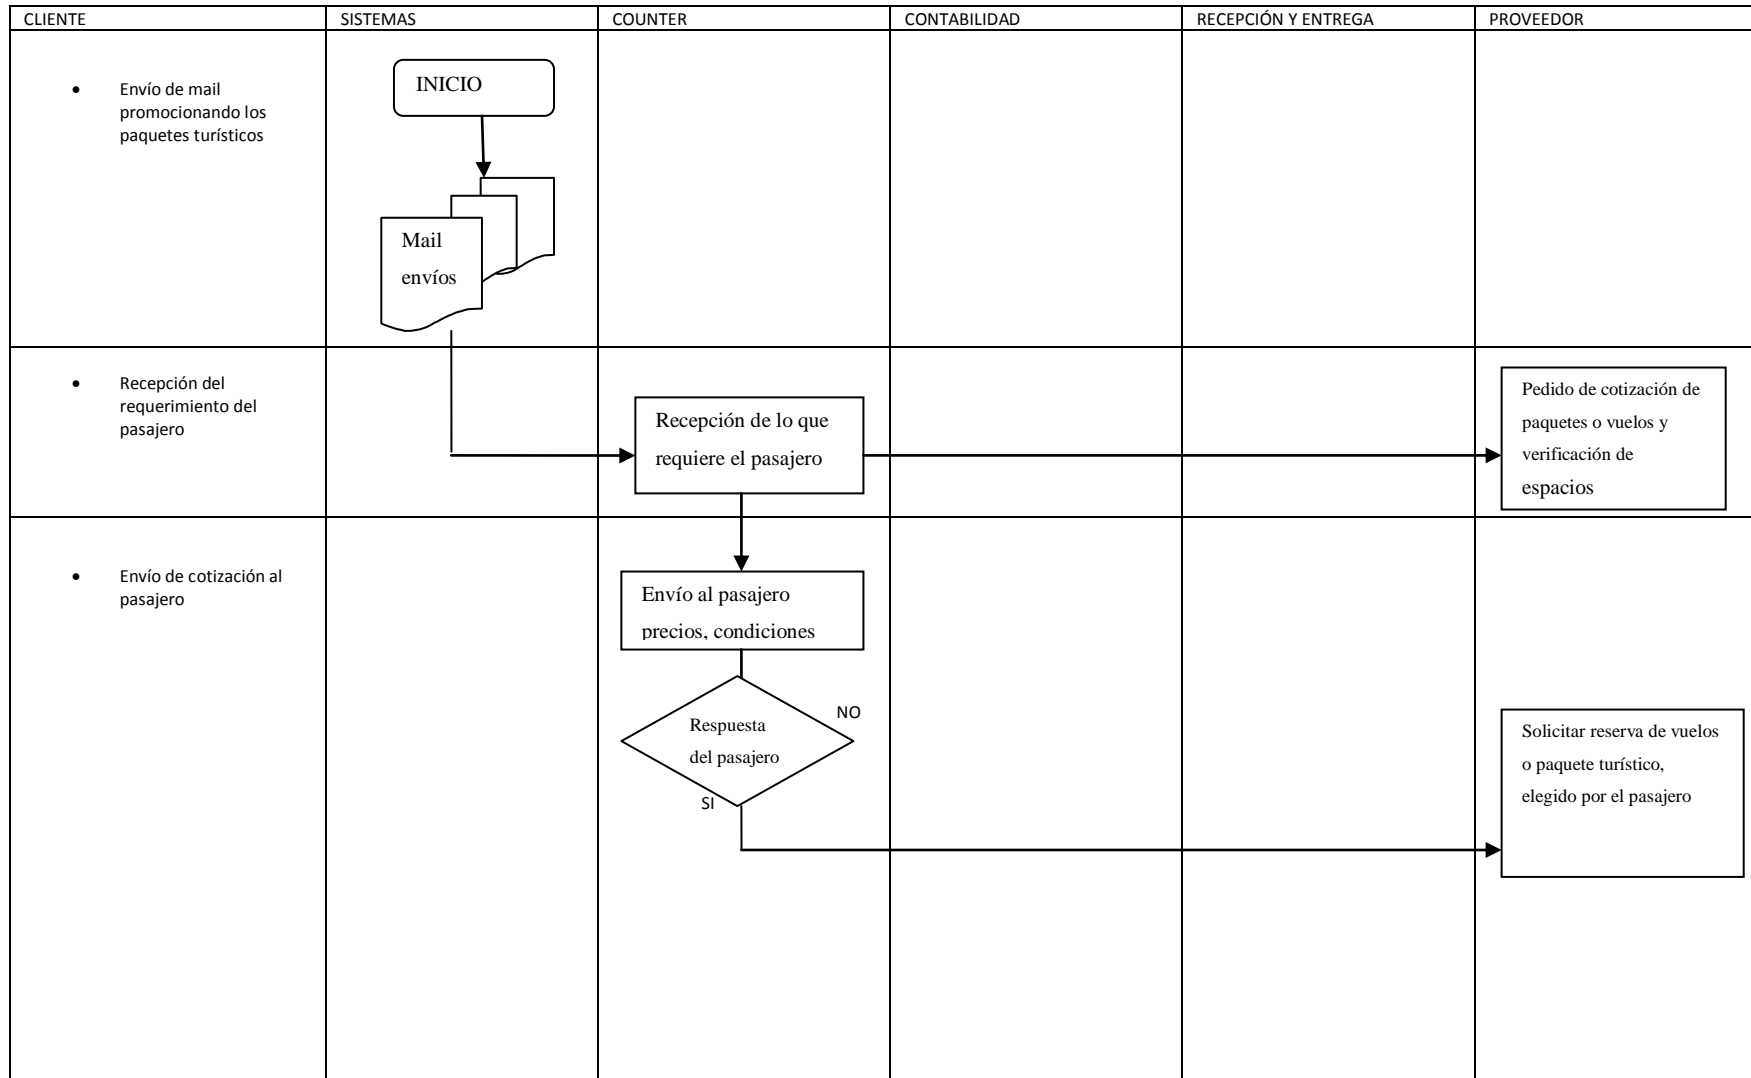 CLIENTE
SISTEMAS
COUNTER
CONTABILIDAD
RECEPCIÓN Y ENTREGA
PROVEEDOR
• Envío de mail
promocionando los
paquetes turísticos
INICIO
Mail
envíos
• Recepción del
requerimiento del
pasajero
Recepción de lo que
requiere el pasajero
Pedido de cotización de
paquetes o vuelos y
verificación de
espacios
• Envío de cotización al
pasajero
Envío al pasajero
precios, condiciones
Respuesta
del pasajero
NO
SI
Solicitar reserva de vuelos
o paquete turístico,
elegido por el pasajero